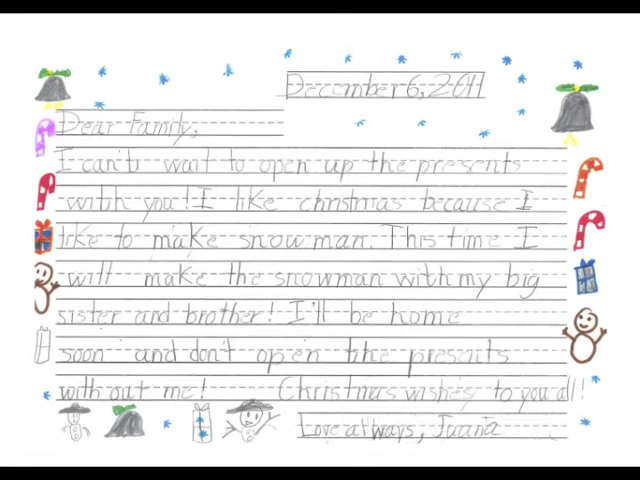 December 6, 2011
Dear Family,
I can't wait to open up the presents
with you! I like christmas because I
like to make snow man. This time I
will make the snowman with my big
sister and brother! I'll be home
soon and don't open the presents
with out me! Christmas wishes to you all!
Love always, Juana